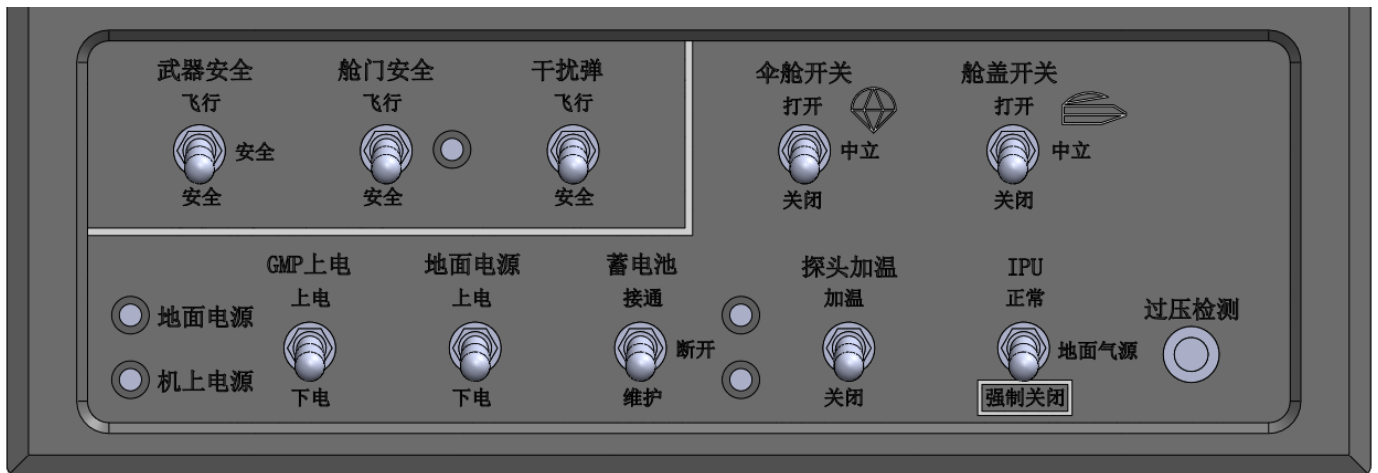 武器安全
飞行
安全
安全
舱门安全
飞行
安全
干扰弹
飞行
安全
伞舱开关
打开
中立
关闭
舱盖开关
打开
中立
关闭
地面电源
机上电源
GMP上电
上电
下电
地面电源
上电
下电
蓄电池
接通
断开
维护
探头加温
加温
关闭
IPU
正常
地面气源
强制关闭
过压检测